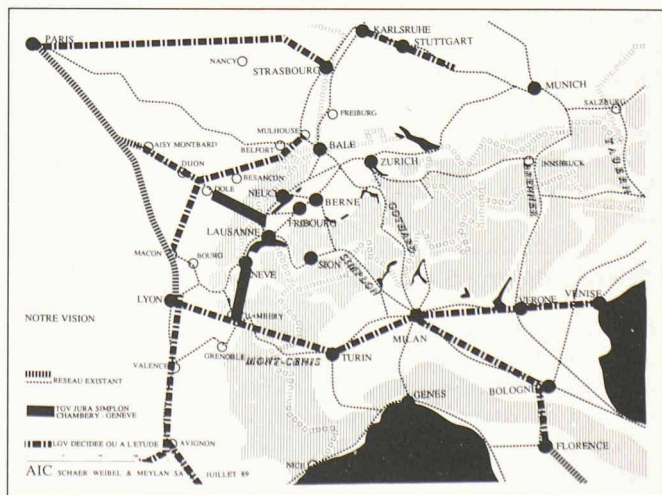 PARIS
KARLSRUHE
STUTTGART
NANCY
STRASBOURG
MUNICH
SALZBURG
FREIBURG
MULHOUSE
AISY MONTBARD
BELFORT
BALE
TAUERN
DIJON
ZURICH
INNSBRUCK
BESANCON
DOLE
NEUCH
BERNE
BRENNER
FRIBOURG
LAUSANNE
GOTHARD
MACON
BOURG
SION
SIMPLON
NEVE
LYON
HAMBERY
VERONE
VENISE
NOTRE VISION
MILAN
GRENOBLE
MONT-CENIS
TURIN
VALENCE
RESEAU EXISTANT
BOLOGNE
GENES
TGV JURA SIMPLON
CHAMBERY - GENEVE
LGV DECIDEE OU A L'ETUDE
AVIGNON
FLORENCE
NICE
AIC SCHAER WEIBEL & MEYLAN SA JUILLET 89